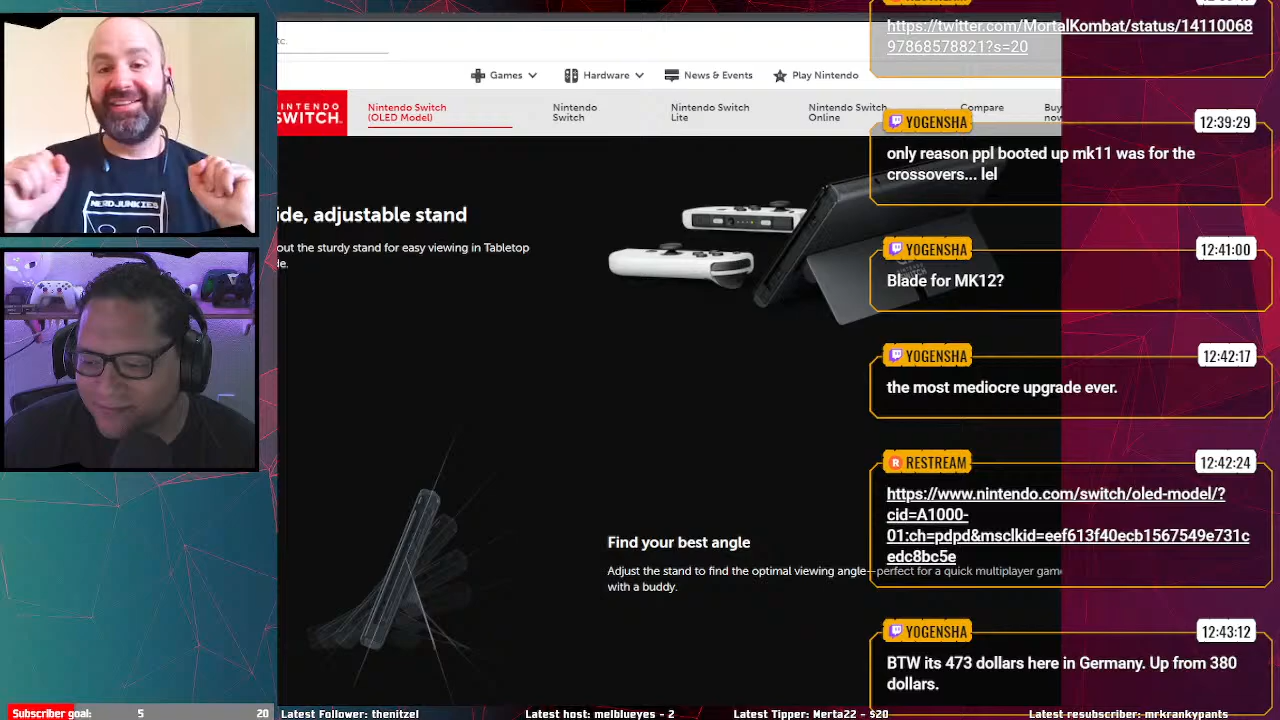 NERDJUNKIES
tc.
Games
Hardware
News & Events
Play Nintendo
NINTENDO
SWITCH
Nintendo Switch
(OLED Model)
Nintendo
Switch
Nintendo Switch
Lite
Nintendo Switch
Online
Compare
Buy
now
ide, adjustable stand
out the sturdy stand for easy viewing in Tabletop
de.
Find your best angle
Adjust the stand to find the optimal viewing angle—perfect for a quick multiplayer game
with a buddy.
https://twitter.com/MortalKombat/status/14110068
97868578821?s=20
YOGENSHA
12:39:29
only reason ppl booted up mk11 was for the
crossovers... lel
YOGENSHA
12:41:00
Blade for MK12?
YOGENSHA
12:42:17
the most mediocre upgrade ever.
RESTREAM
12:42:24
https://www.nintendo.com/switch/oled-model/?
cid=A1000-
01:ch=pdpd&msclkid=eef613f40ecb1567549e731c
edc8bc5e
YOGENSHA
12:43:12
BTW its 473 dollars here in Germany. Up from 380
dollars.
Subscriber goal: 5 20
Latest Follower: thenitzel
Latest host: melblueyes - 2
Latest Tipper: Merta22 - $20
Latest resubscriber: mrkrankypants